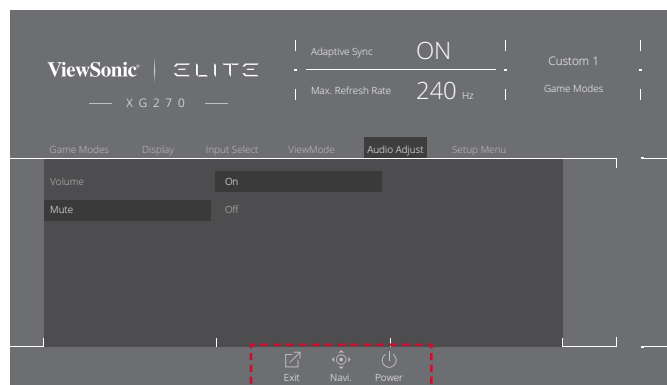 ViewSonic® ELITE
XG270
Adaptive Sync ON
Max. Refresh Rate 240 Hz
Custom 1
Game Modes
Game Modes Display Input Select ViewMode Audio Adjust Setup Menu
Volume On
Mute Off
Exit Navi. Power